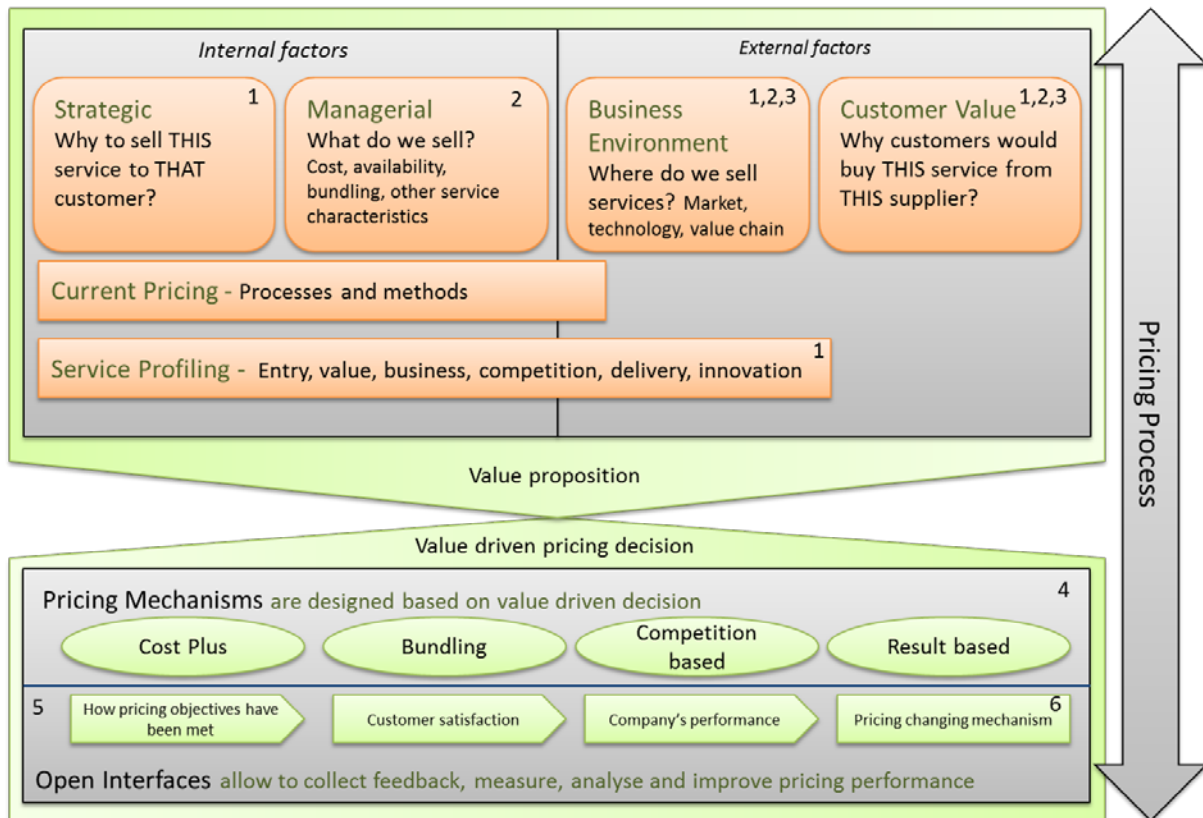 Internal factors
External factors
Strategic
1
Why to sell THIS
service to THAT
customer?
Managerial
2
What do we sell?
Cost, availability,
bundling, other service
characteristics
Business
1,2,3
Environment
Where do we sell
services? Market,
technology, value chain
Customer Value
1,2,3
Why customers would
buy THIS service from
THIS supplier?
Current Pricing - Processes and methods
Service Profiling - Entry, value, business, competition, delivery, innovation
1
Value proposition
Value driven pricing decision
Pricing Mechanisms are designed based on value driven decision
4
Cost Plus
Bundling
Competition
based
Result based
5
How pricing objectives have
been met
Customer satisfaction
Company's performance
Pricing changing mechanism
6
Open Interfaces allow to collect feedback, measure, analyse and improve pricing performance
Pricing Process